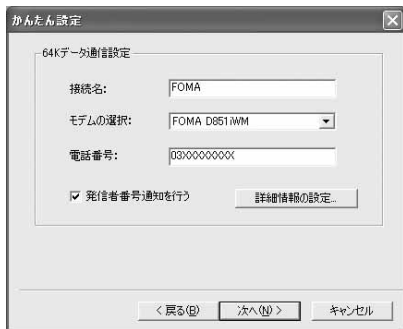 かんたん設定
64Kデータ通信設定
接続名: FOMA
モデムの選択: FOMA D851iWM
電話番号: 03XXXXXXXX
発信者番号通知を行う 詳細情報の設定...
< 戻る(B) 次へ(N) > キャンセル